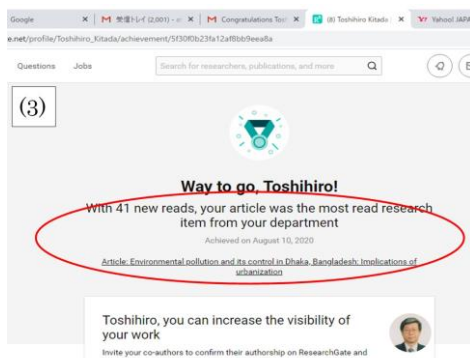 Google
受信トレイ (2,001) -
Congratulations Tosh
(8) Toshihiro Kitada
Yahoo! JAPA
e.net/profile/Toshihiro_Kitada/achievement/5f30f0b23fa12af8bb9eea8a
Questions Jobs Search for researchers, publications, and more
(3)
Way to go, Toshihiro!
With 41 new reads, your article was the most read research
item from your department
Achieved on August 10, 2020
Article: Environmental pollution and its control in Dhaka, Bangladesh: Implications of
urbanization
Toshihiro, you can increase the visibility of
your work
Invite your co-authors to confirm their authorship on ResearchGate and